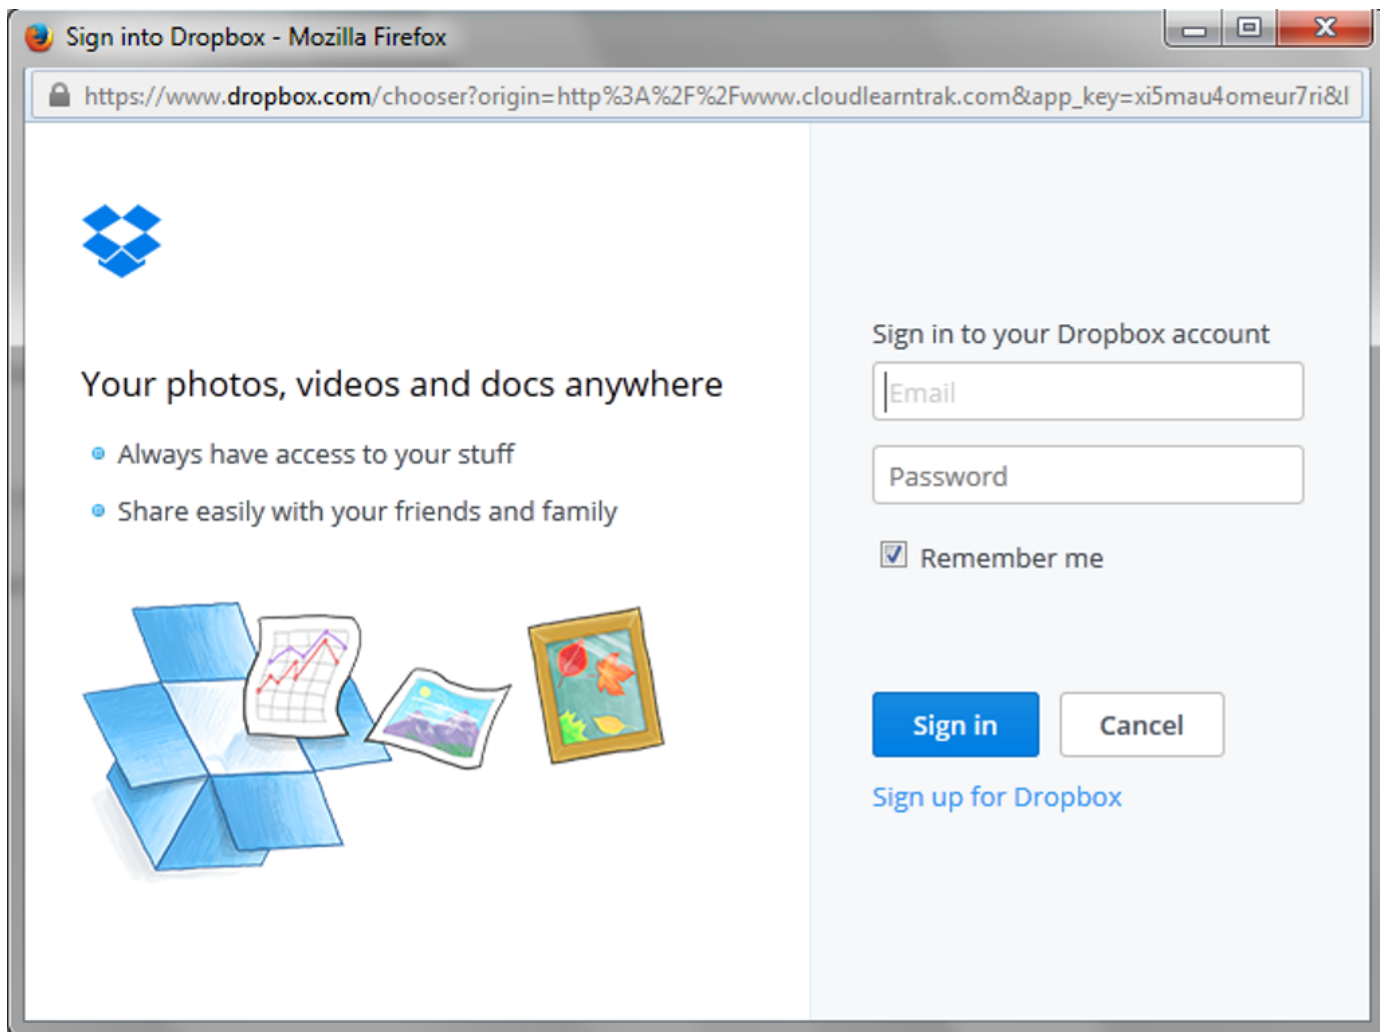 Sign into Dropbox - Mozilla Firefox
https://www.dropbox.com/chooser?origin=http%3A%2F%2Fwww.cloudlearntrak.com&app_key=xi5mau4omeur7ri&l
Your photos, videos and docs anywhere
Always have access to your stuff
Share easily with your friends and family
Sign in to your Dropbox account
Email
Password
Remember me
Sign in
Cancel
Sign up for Dropbox